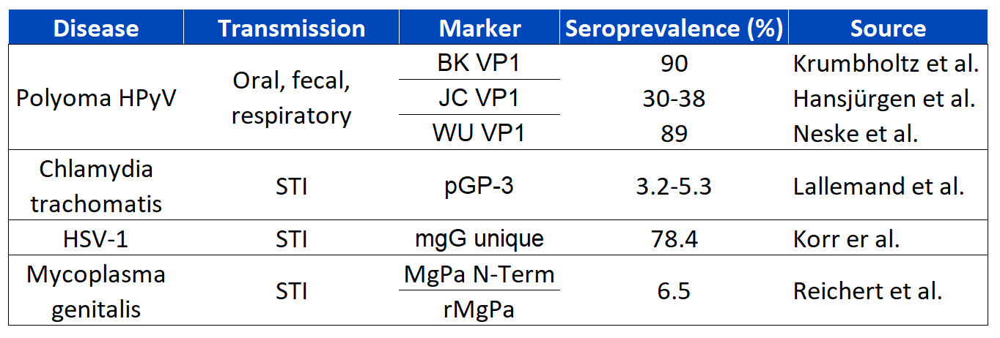 Disease Transmission Marker Seroprevalence (%) Source
Polyoma HPyV
Oral, fecal,
respiratory
BK VP1 90 Krumbholtz et al.
JC VP1 30-38 Hansjürgen et al.
WU VP1 89 Neske et al.
Chlamydia
trachomatis
STI pGP-3 3.2-5.3 Lallemand et al.
HSV-1 STI mgG unique 78.4 Korr er al.
Mycoplasma
genitalis
STI
MgPa N-Term
rMgPa
6.5 Reichert et al.